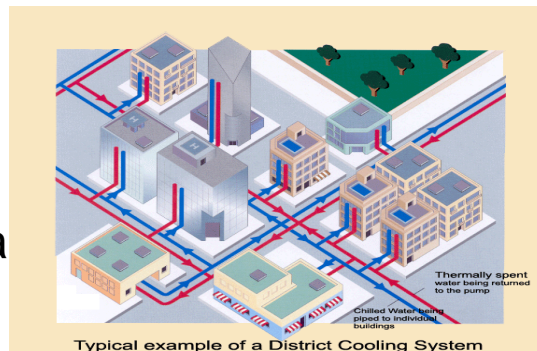 H
H
a
Thermally spent
water being returned
to the pump
Chilled Water being
piped to individual
buildings
Typical example of a District Cooling System